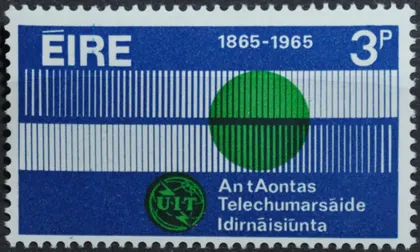 ÉIRE 1865-1965 3P
UIT
An tAontas
Telechumarsáide
Idirnáisiúnta